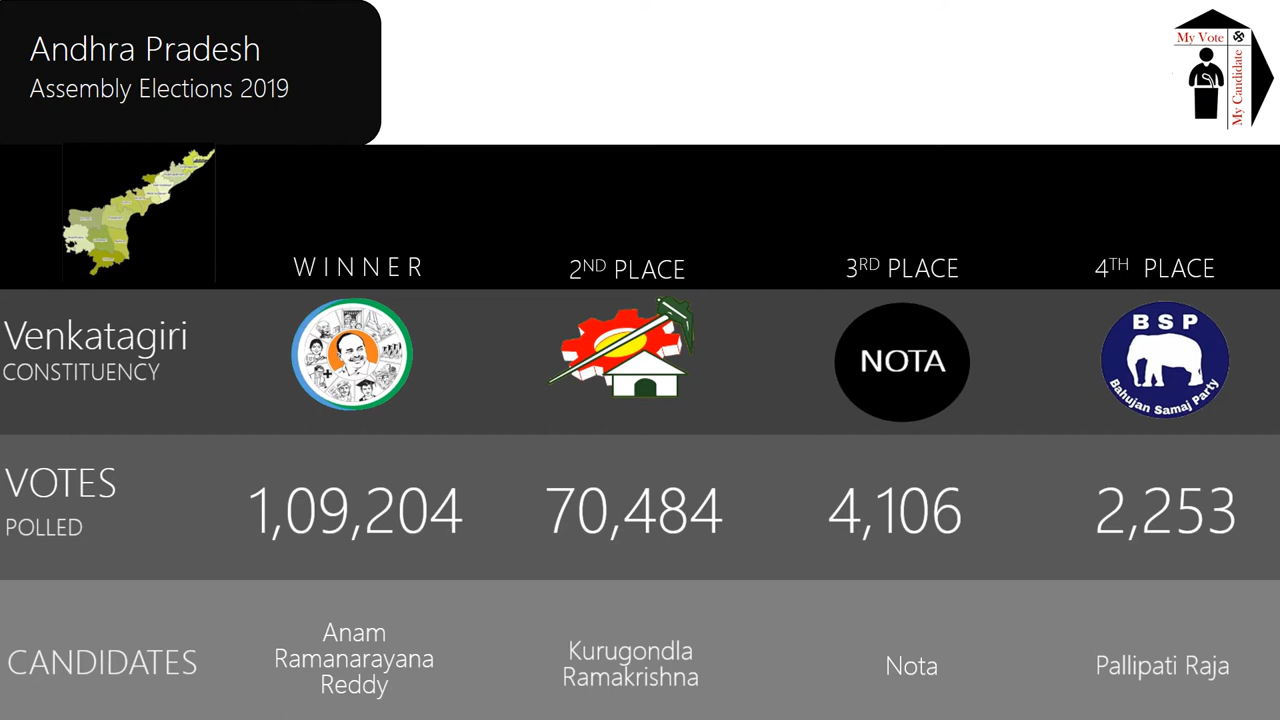 Andhra Pradesh
Assembly Elections 2019
My Vote
My Candidate
WINNER
2ND PLACE
3RD PLACE
4TH PLACE
Venkatagiri
CONSTITUENCY
NOTA
BSP
Bahujan Samaj Party
VOTES
POLLED
1,09,204
70,484
4,106
2,253
CANDIDATES
Anam
Ramanarayana
Reddy
Kurugondla
Ramakrishna
Nota
Pallipati Raja